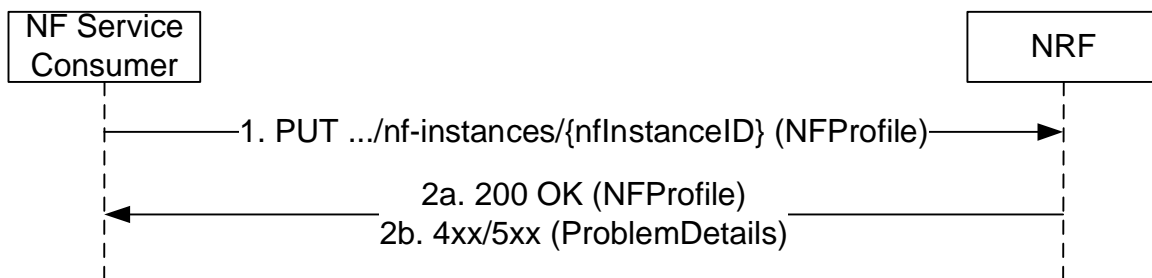 NF Service
Consumer
NRF
1. PUT .../nf-instances/{nfInstanceID} (NFProfile)
2a. 200 OK (NFProfile)
2b. 4xx/5xx (ProblemDetails)